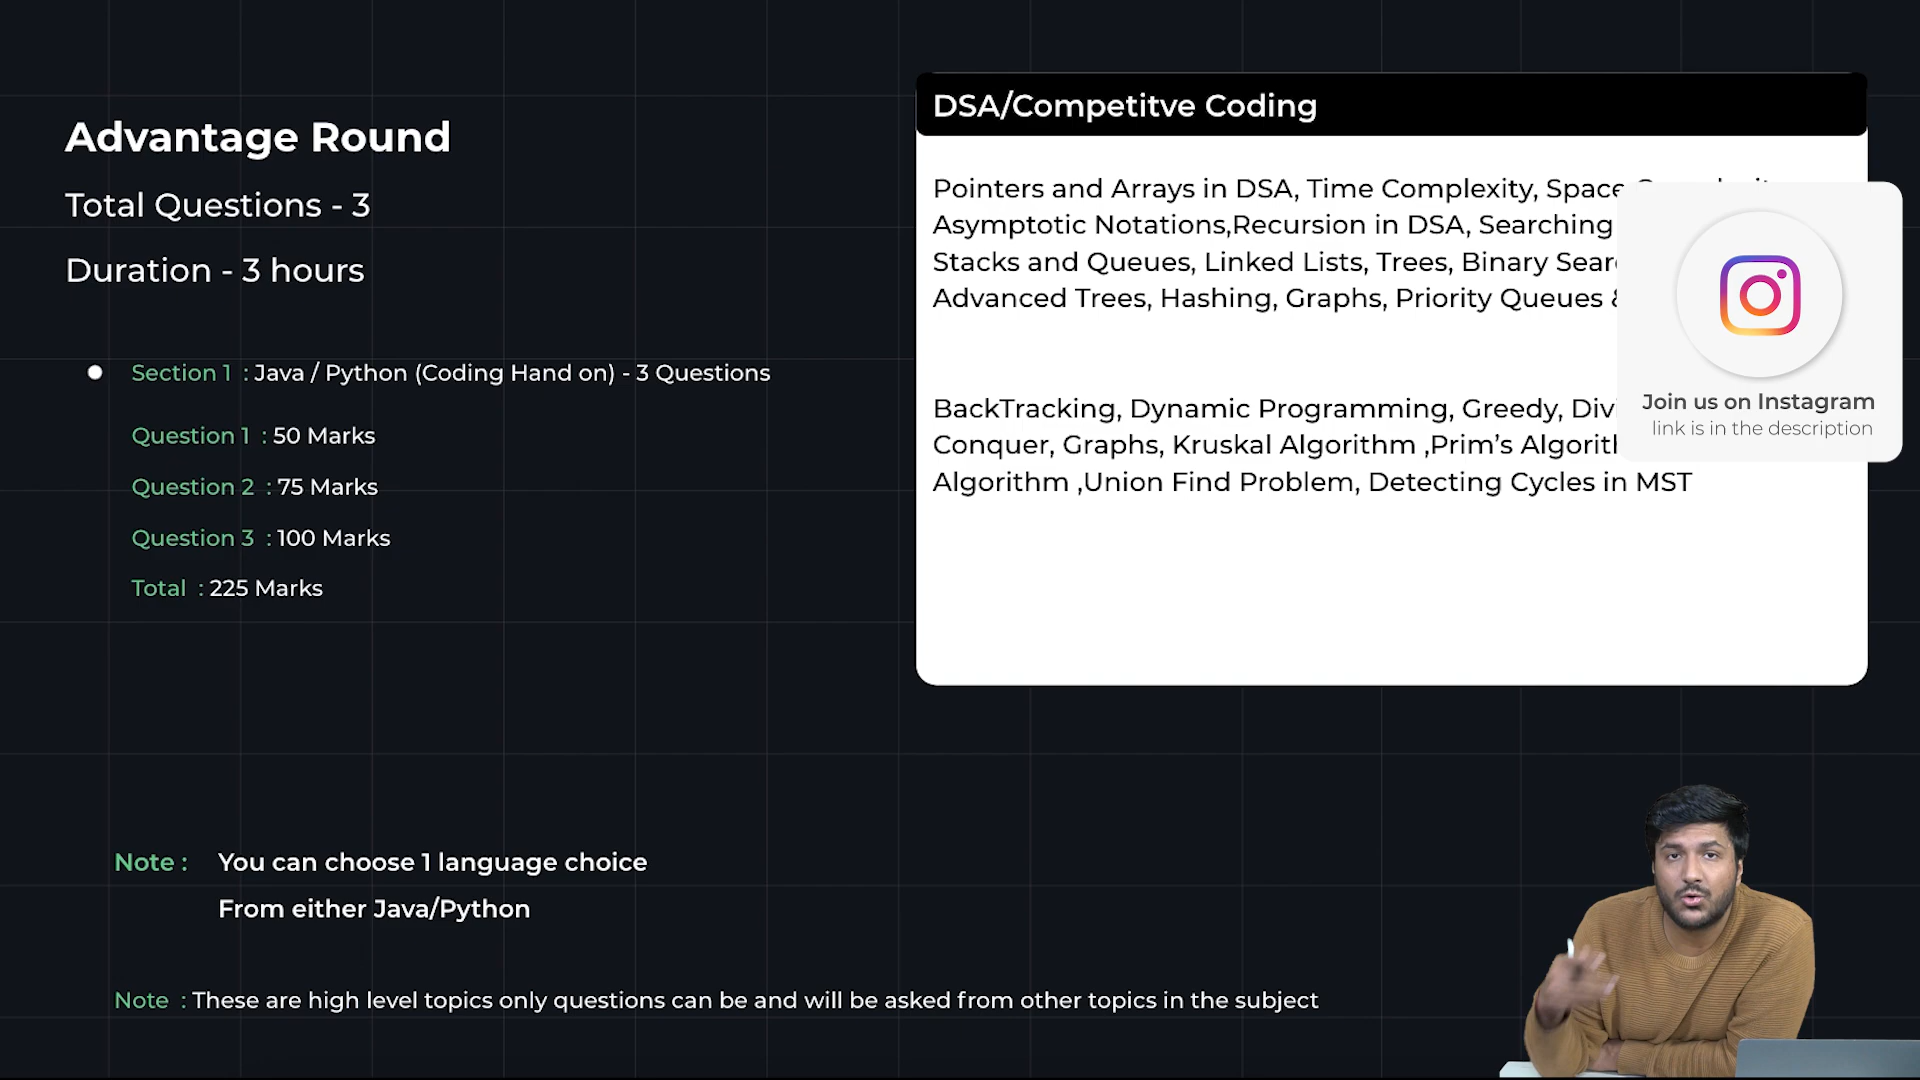 Advantage Round
Total Questions - 3
Duration - 3 hours
Section 1 : Java / Python (Coding Hand on) - 3 Questions
Question 1 : 50 Marks
Question 2 : 75 Marks
Question 3 : 100 Marks
Total : 225 Marks
Note : You can choose 1 language choice
From either Java/Python
Note : These are high level topics only questions can be and will be asked from other topics in the subject
DSA/Competitve Coding
Pointers and Arrays in DSA, Time Complexity, Space
Asymptotic Notations,Recursion in DSA, Searching
Stacks and Queues, Linked Lists, Trees, Binary
Advanced Trees, Hashing, Graphs, Priority Queues
BackTracking, Dynamic Programming, Greedy,
Conquer, Graphs, Kruskal Algorithm ,Prim’s
Algorithm ,Union Find Problem, Detecting Cycles in MST
Join us on Instagram
link is in the description